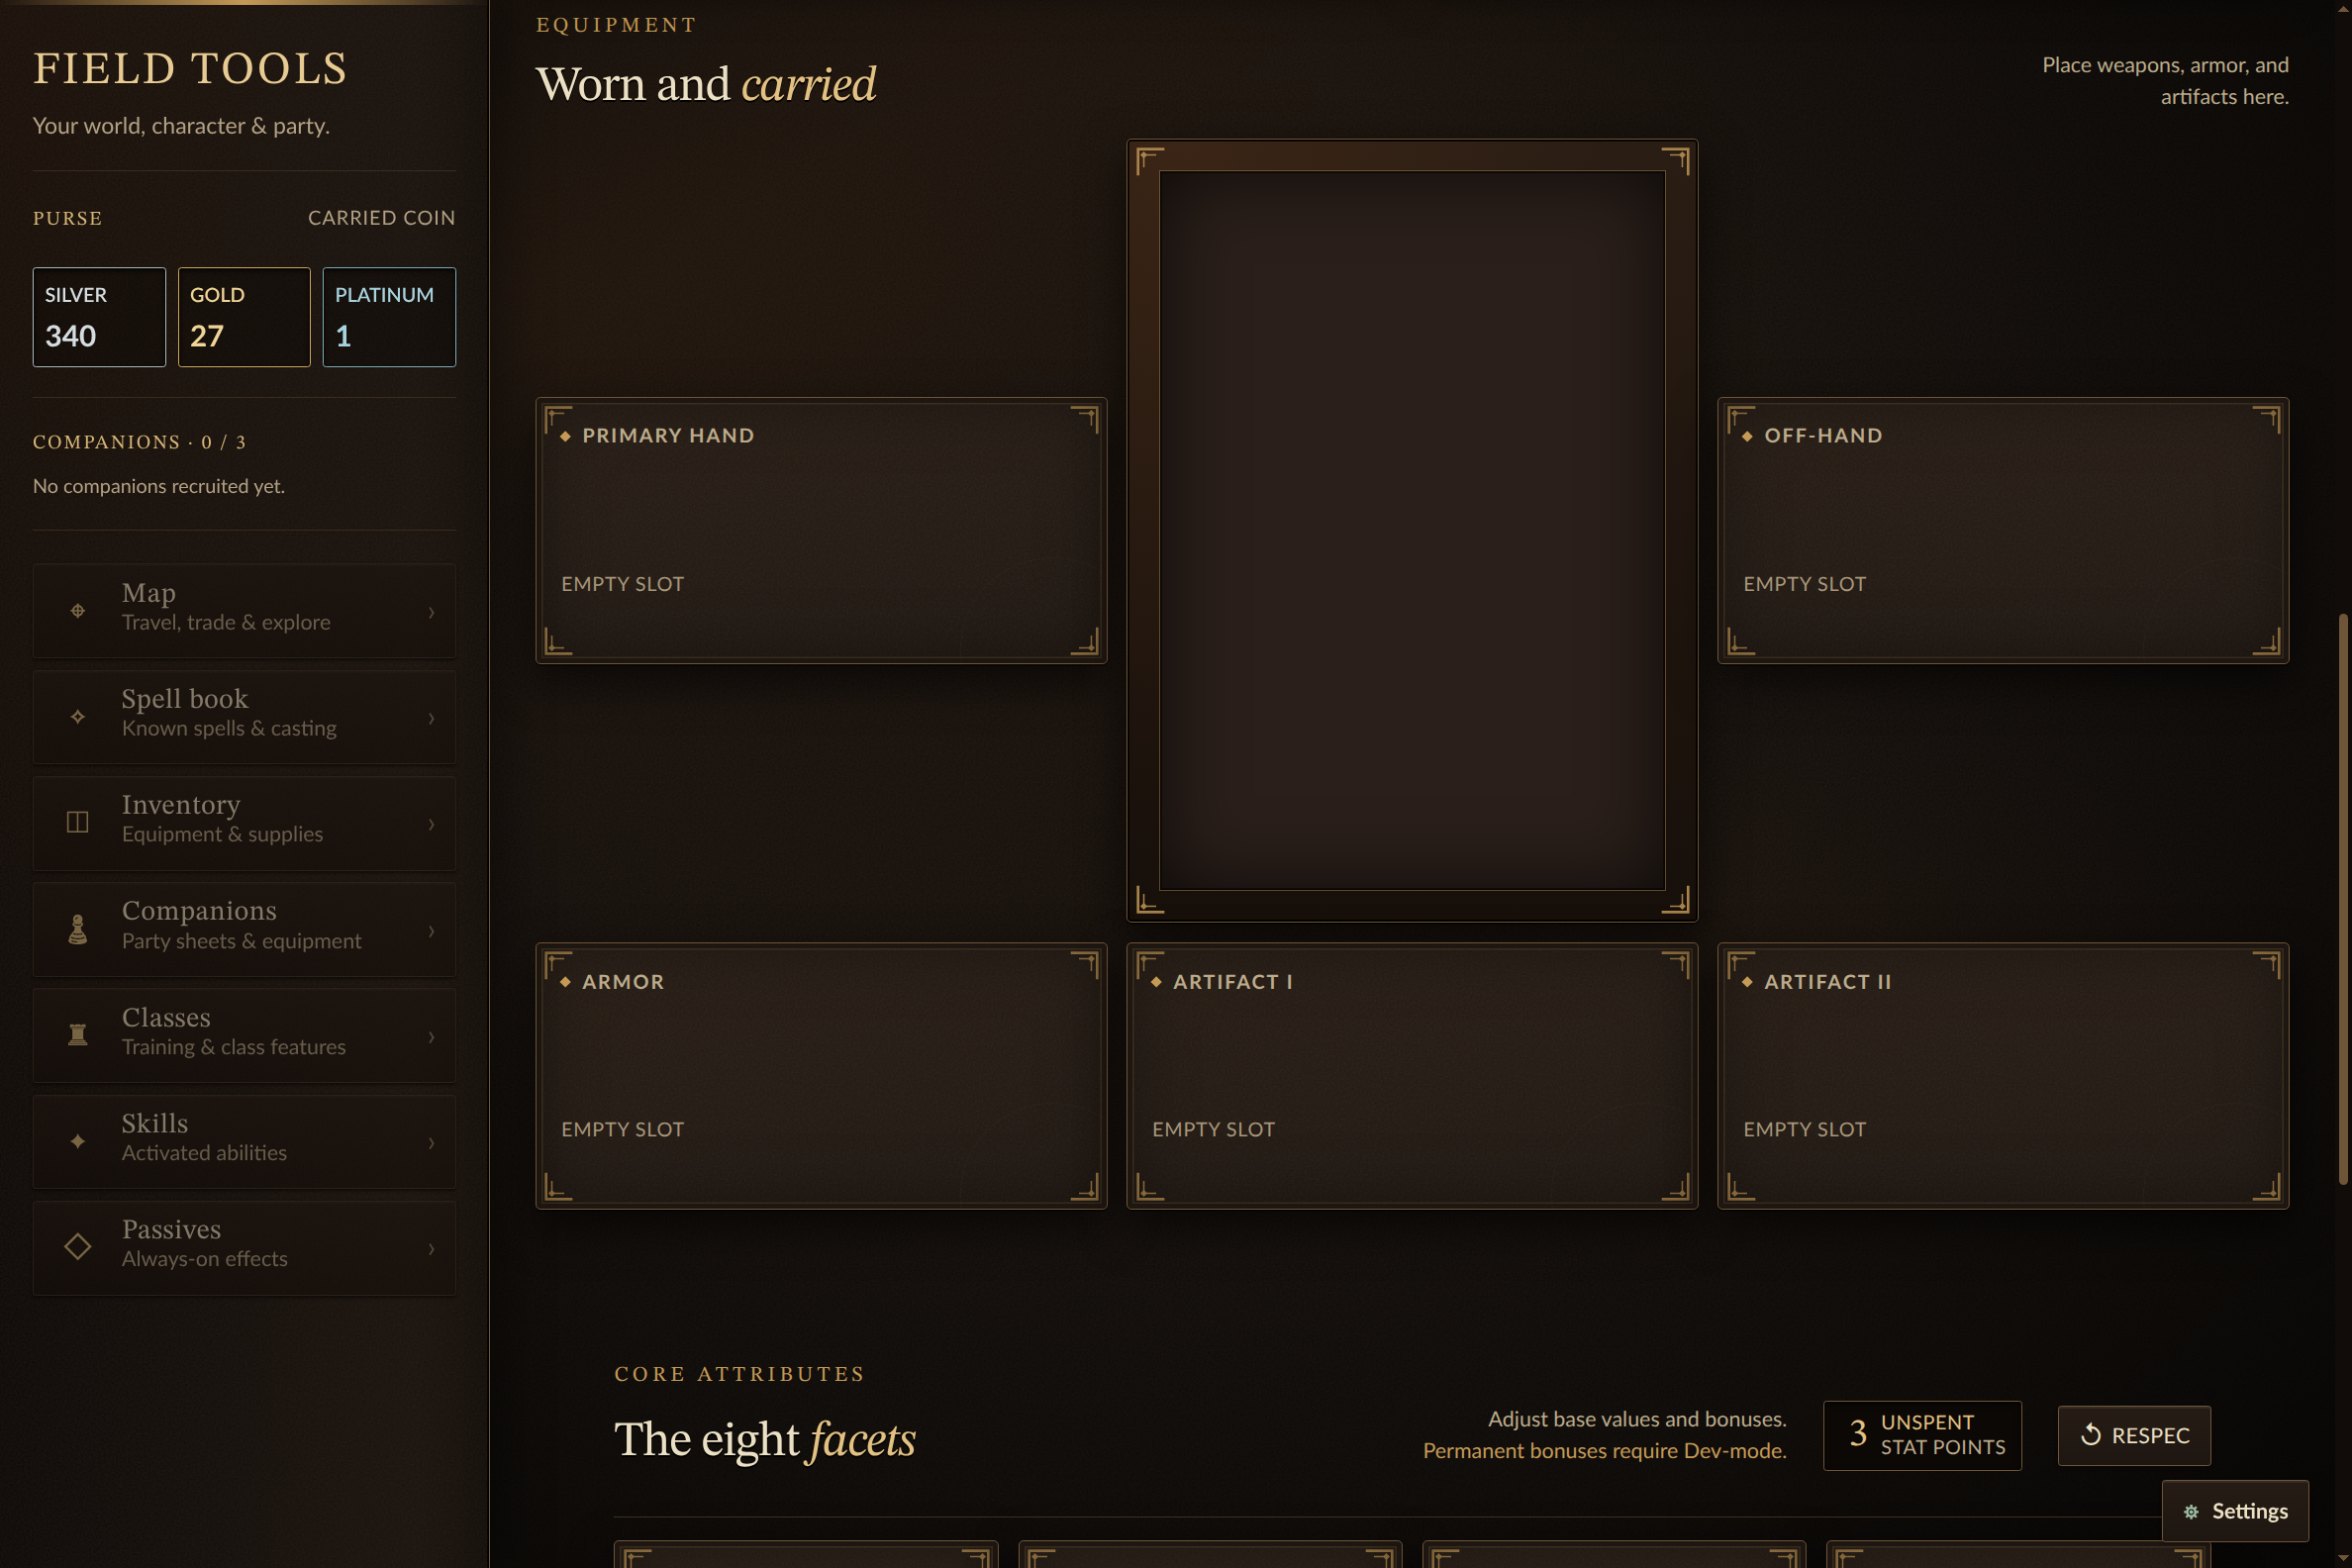 FIELD TOOLS
Your world, character & party.
PURSE
CARRIED COIN
SILVER
340
GOLD
27
PLATINUM
1
COMPANIONS · 0 / 3
No companions recruited yet.
Map
Travel, trade & explore
Spell book
Known spells & casting
Inventory
Equipment & supplies
Companions
Party sheets & equipment
Classes
Training & class features
Skills
Activated abilities
Passives
Always-on effects
EQUIPMENT
Worn and carried
Place weapons, armor, and
artifacts here.
PRIMARY HAND
EMPTY SLOT
OFF-HAND
EMPTY SLOT
ARMOR
EMPTY SLOT
ARTIFACT I
EMPTY SLOT
ARTIFACT II
EMPTY SLOT
CORE ATTRIBUTES
The eight facets
Adjust base values and bonuses.
Permanent bonuses require Dev-mode.
3
UNSPENT
STAT POINTS
RESPEC
Settings